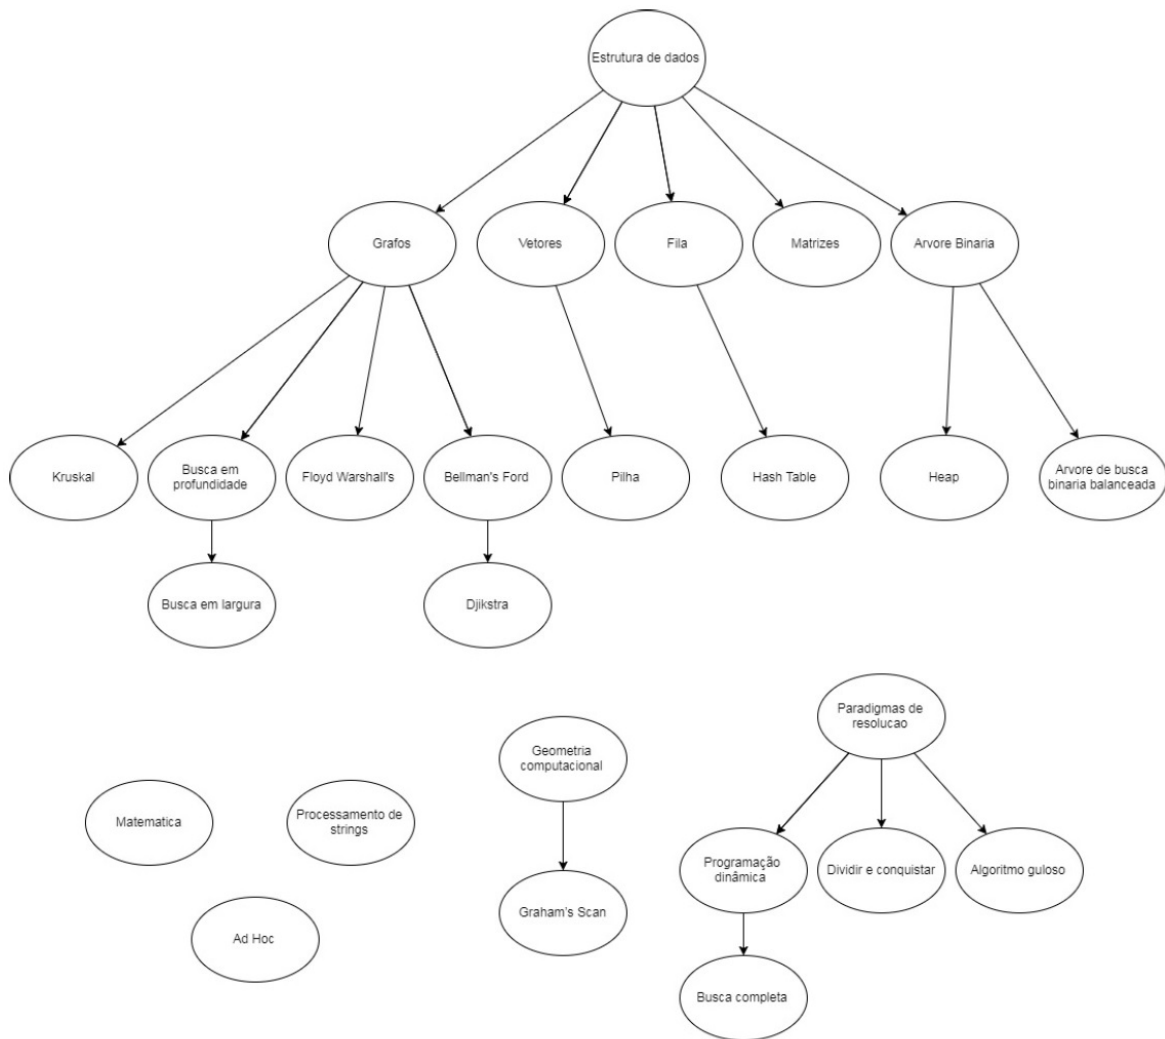 Estrutura de dados
Grafos
Vetores
Fila
Matrizes
Arvore Binaria
Kruskal
Busca em
profundidade
Floyd Warshall's
Bellman's Ford
Pilha
Hash Table
Heap
Arvore de busca
binaria balanceada
Busca em largura
Djikstra
Paradigmas de
resolucao
Geometria
computacional
Matematica
Processamento de
strings
Programação
dinâmica
Dividir e conquistar
Algoritmo guloso
Graham's Scan
Ad Hoc
Busca completa